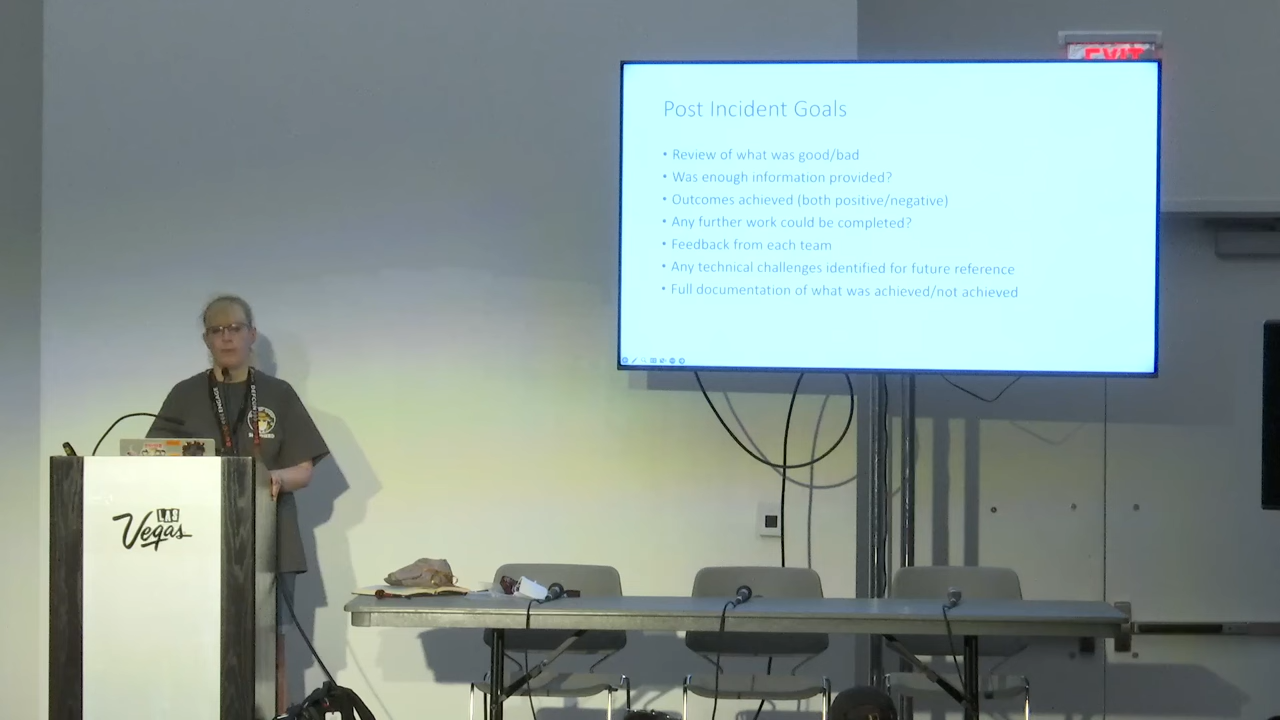 EXIT
Post Incident Goals
• Review of what was good/bad
• Was enough information provided?
• Outcomes achieved (both positive/negative)
• Any further work could be completed?
• Feedback from each team
• Any technical challenges identified for future reference
• Full documentation of what was achieved/not achieved
LAS
Vegas